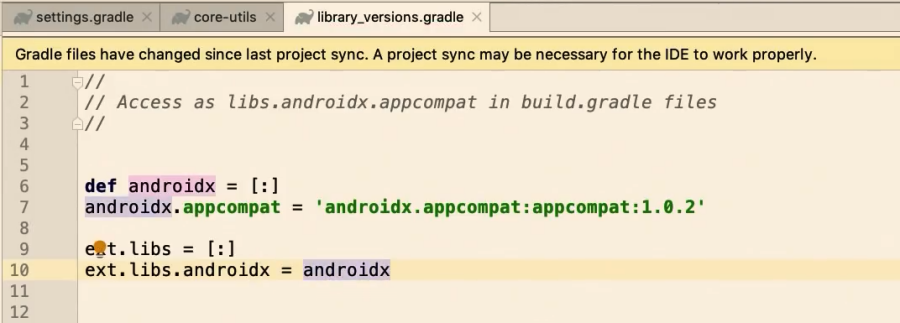 settings.gradle core-utils library_versions.gradle
Gradle files have changed since last project sync. A project sync may be necessary for the IDE to work properly.
1 //
2 // Access as libs.androidx.appcompat in build.gradle files
3 //
4
5
6 def androidx = [:]
7 androidx.appcompat = 'androidx.appcompat:appcompat:1.0.2'
8
9 ext.libs = [:]
10 ext.libs.androidx = androidx
11
12